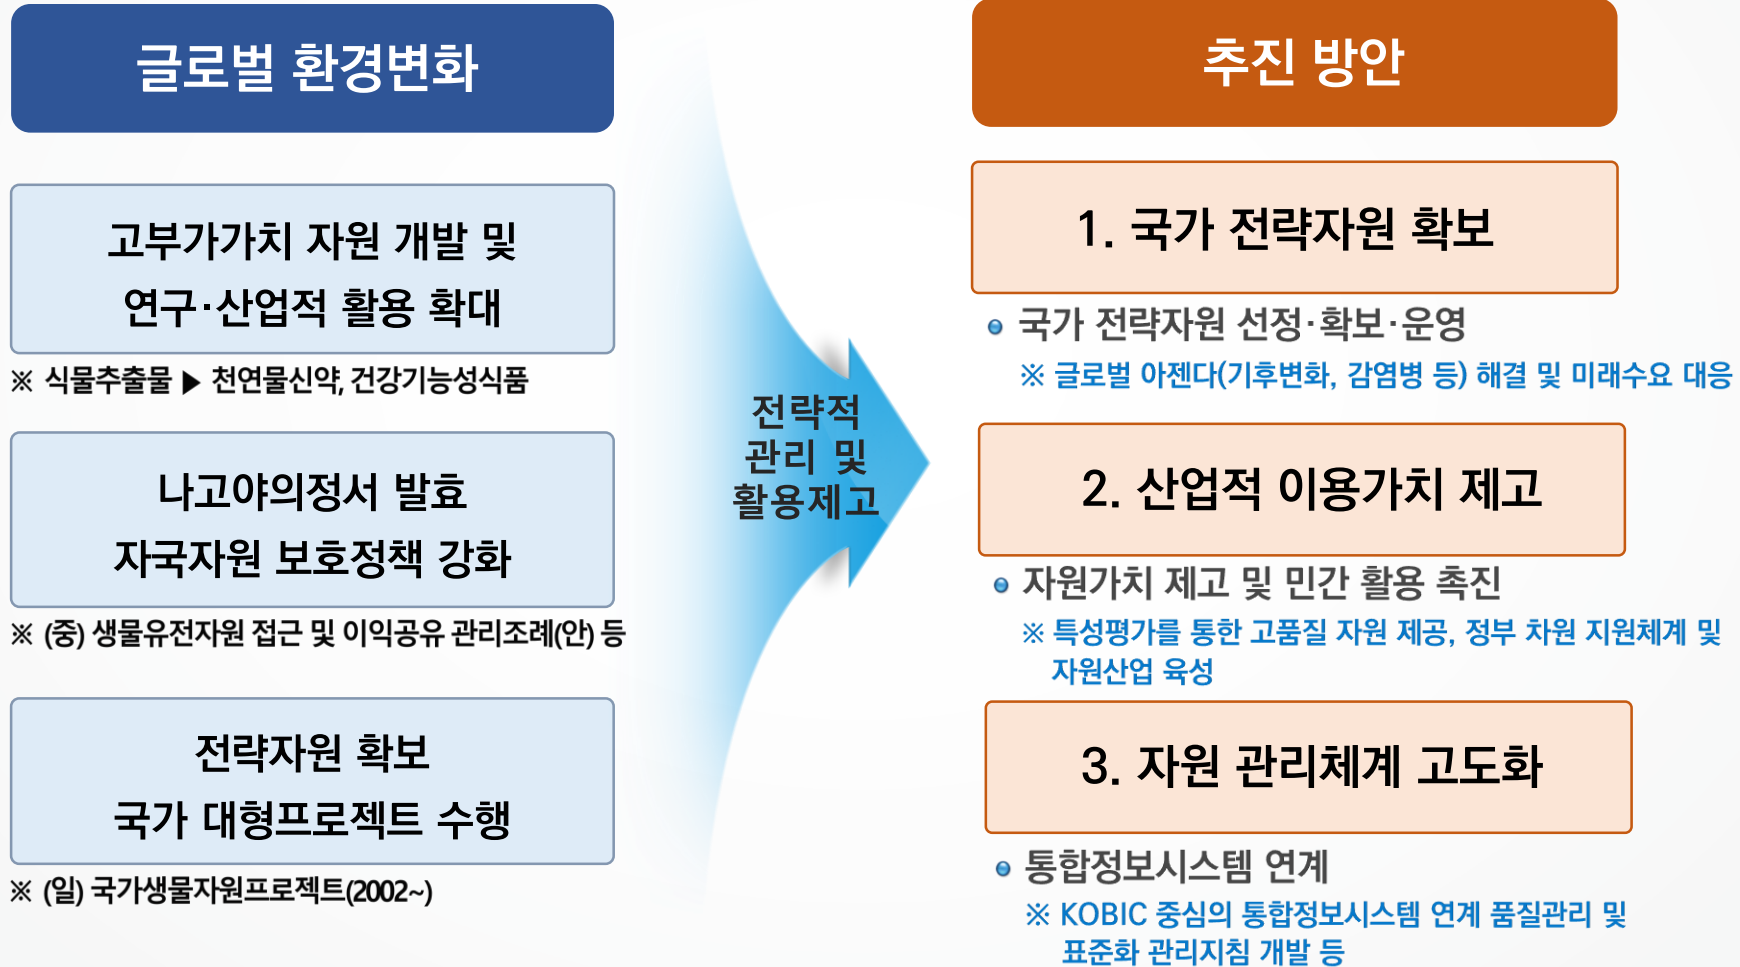 글로벌 환경변화
고부가가치 자원 개발 및
연구·산업적 활용 확대
※ 식물추출물 ▶ 천연물신약, 건강기능성식품
나고야의정서 발효
자국자원 보호정책 강화
※ (중) 생물유전자원 접근 및 이익공유 관리조례(안) 등
전략자원 확보
국가 대형프로젝트 수행
※ (일) 국가생물자원프로젝트(2002~)
전략적
관리 및
활용제고
추진 방안
1. 국가 전략자원 확보
국가 전략자원 선정·확보·운영
※ 글로벌 아젠다(기후변화, 감염병 등) 해결 및 미래수요 대응
2. 산업적 이용가치 제고
자원가치 제고 및 민간 활용 촉진
※ 특성평가를 통한 고품질 자원 제공, 정부 차원 지원체계 및
자원산업 육성
3. 자원 관리체계 고도화
통합정보시스템 연계
※ KOBIC 중심의 통합정보시스템 연계 품질관리 및
표준화 관리지침 개발 등